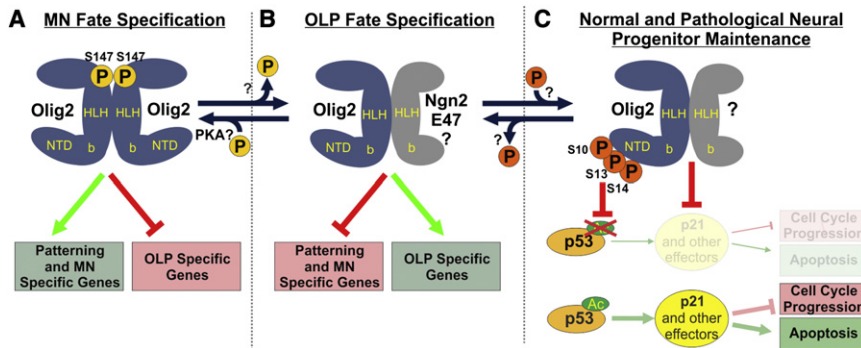 A
MN Fate Specification
S147 S147
P P
Olig2
Olig2
HLH HLH
NTD b b NTD
Patterning
and MN
Specific Genes
OLP Specific
Genes
?
P
PKA?
P
B
OLP Fate Specification
Olig2
HLH HLH
Ngn2
E47
?
NTD b b
Patterning
and MN
Specific Genes
OLP Specific
Genes
P
?
?
P
C
Normal and Pathological Neural
Progenitor Maintenance
Olig2
HLH HLH
?
NTD b b
S10 P
S13 P
S14 P
p53
Ac
p21
and other
effectors
Cell Cycle
Progression
Apoptosis
p53
Ac
p21
and other
effectors
Cell Cycle
Progression
Apoptosis